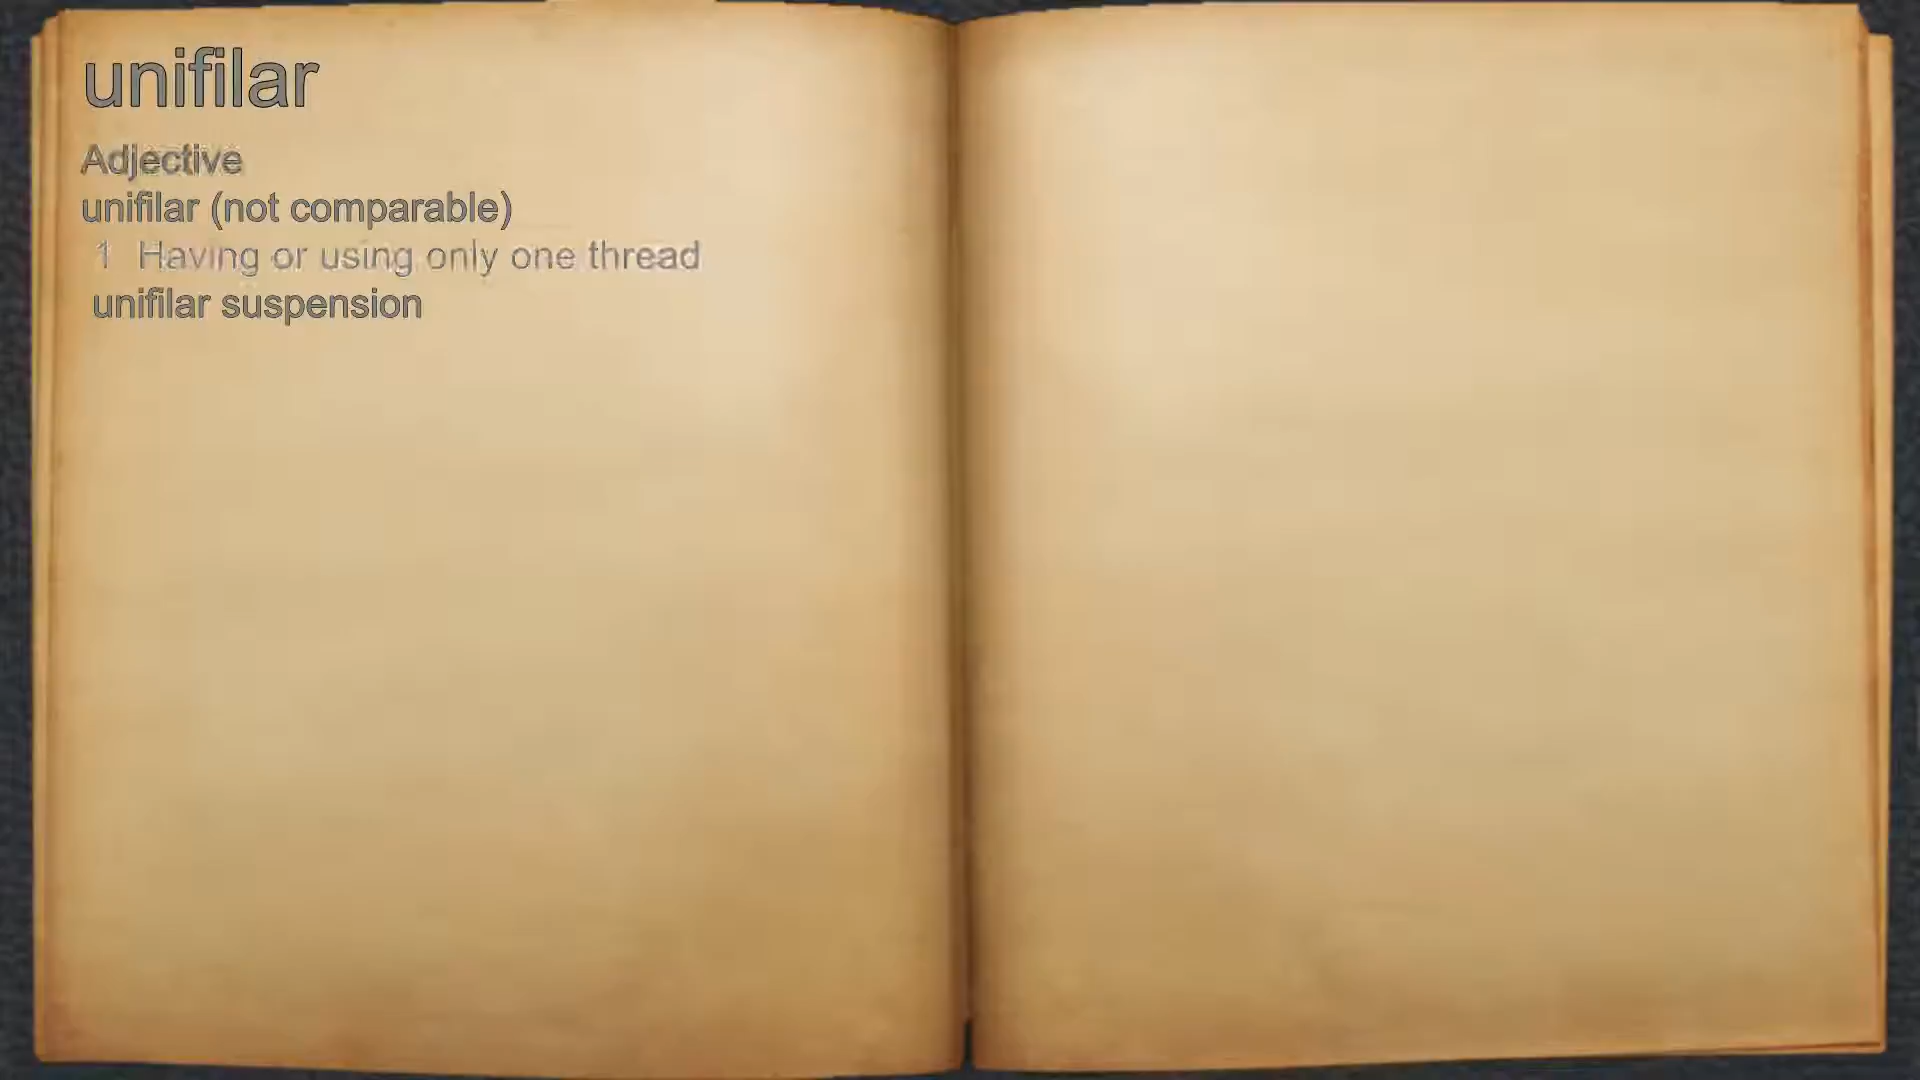 unifilar
Adjective
unifilar (not comparable)
1 Having or using only one thread
unifilar suspension